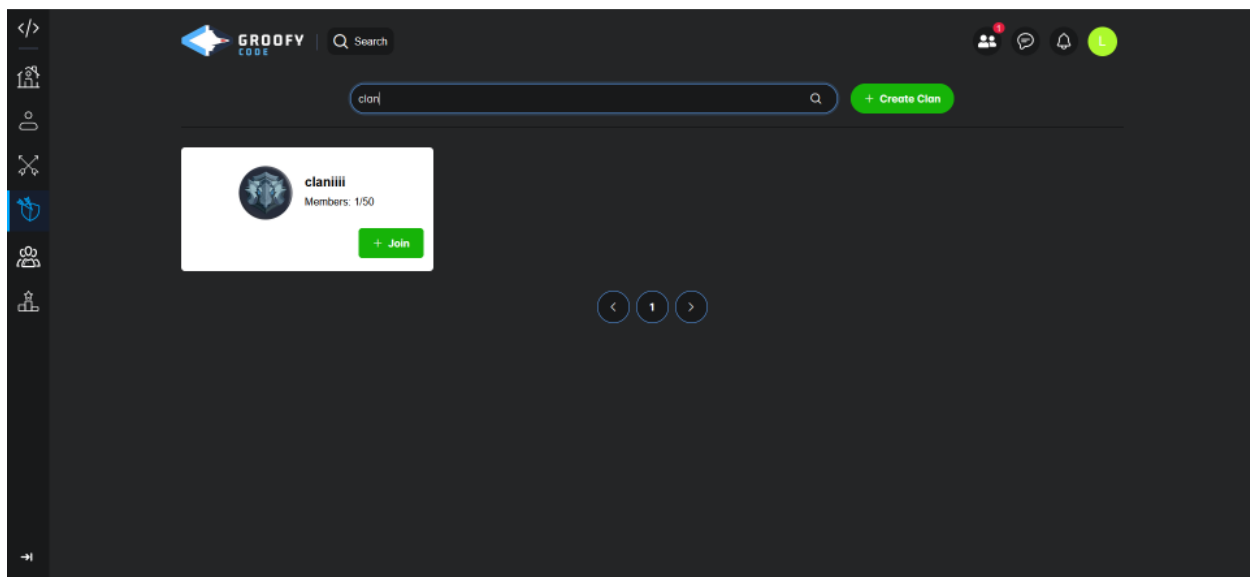 </>
GROOFY
CODE
Search
1
L
clan
+ Create Clan
claniiii
Members: 1/50
+ Join
< 1 >